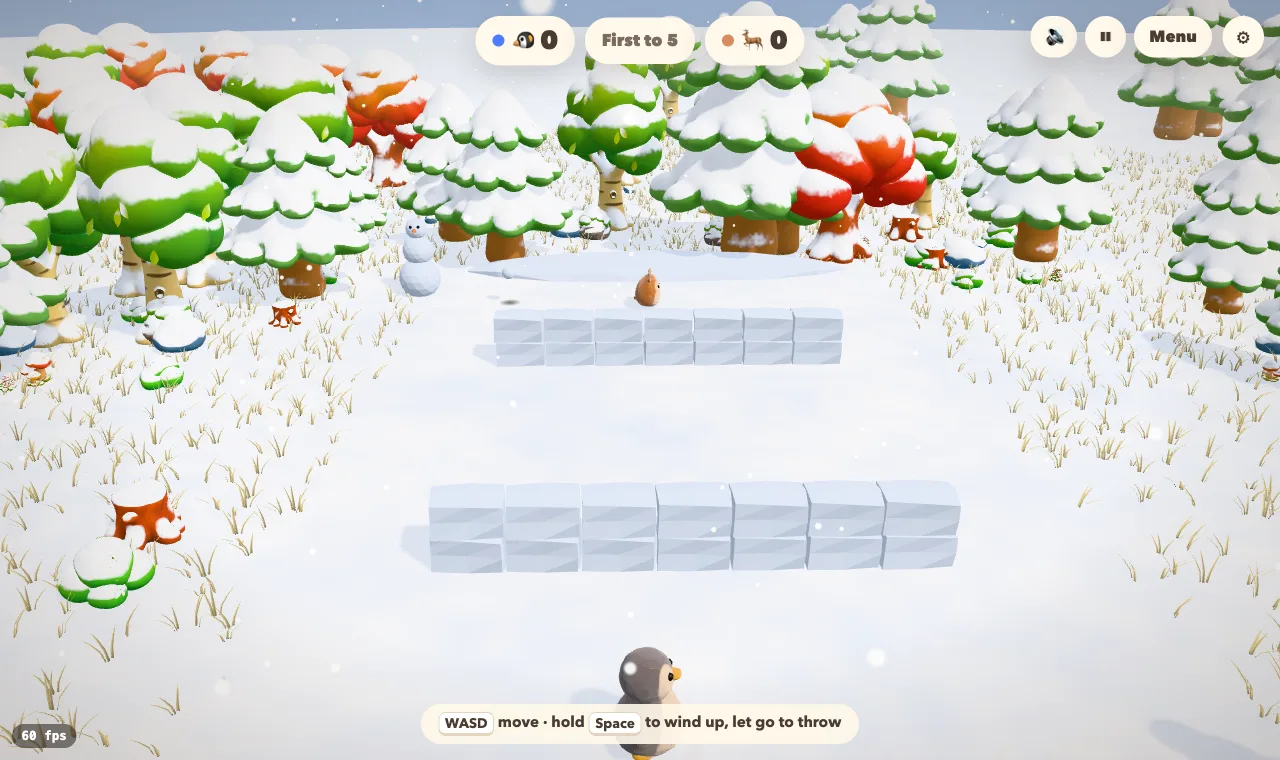 0
First to 5
0
Menu
WASD move · hold Space to wind up, let go to throw
60 fps